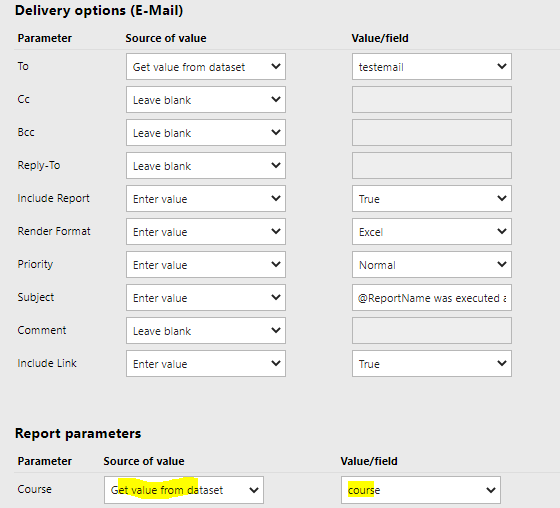 Delivery options (E-Mail)
Parameter Source of value Value/field
To Get value from dataset testemail
Cc Leave blank
Bcc Leave blank
Reply-To Leave blank
Include Report Enter value True
Render Format Enter value Excel
Priority Enter value Normal
Subject Enter value @ReportName was executed a
Comment Leave blank
Include Link Enter value True
Report parameters
Parameter Source of value Value/field
Course Get value from dataset course